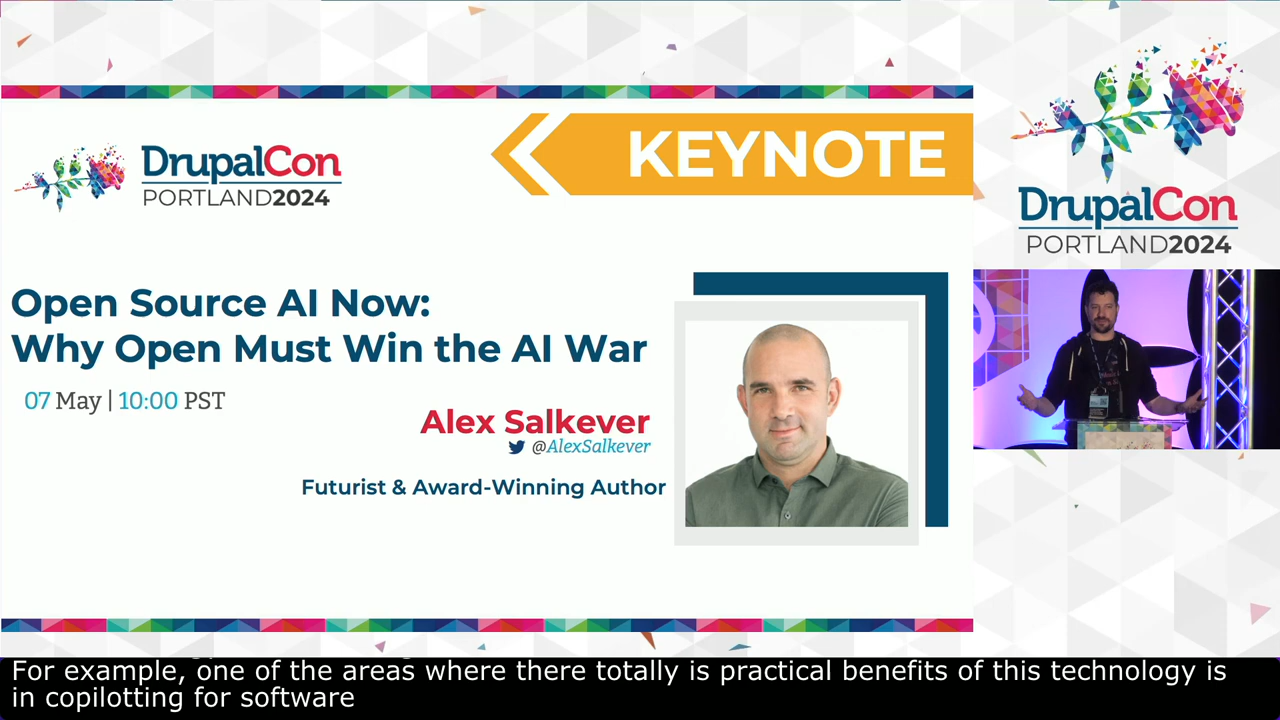 DrupalCon
PORTLAND2024
KEYNOTE
DrupalCon
PORTLAND2024
Open Source AI Now:
Why Open Must Win the AI War
07 May | 10:00 PST
Alex Salkever
@AlexSalkever
Futurist & Award-Winning Author
For example, one of the areas where there totally is practical benefits of this technology is
in copilotting for software